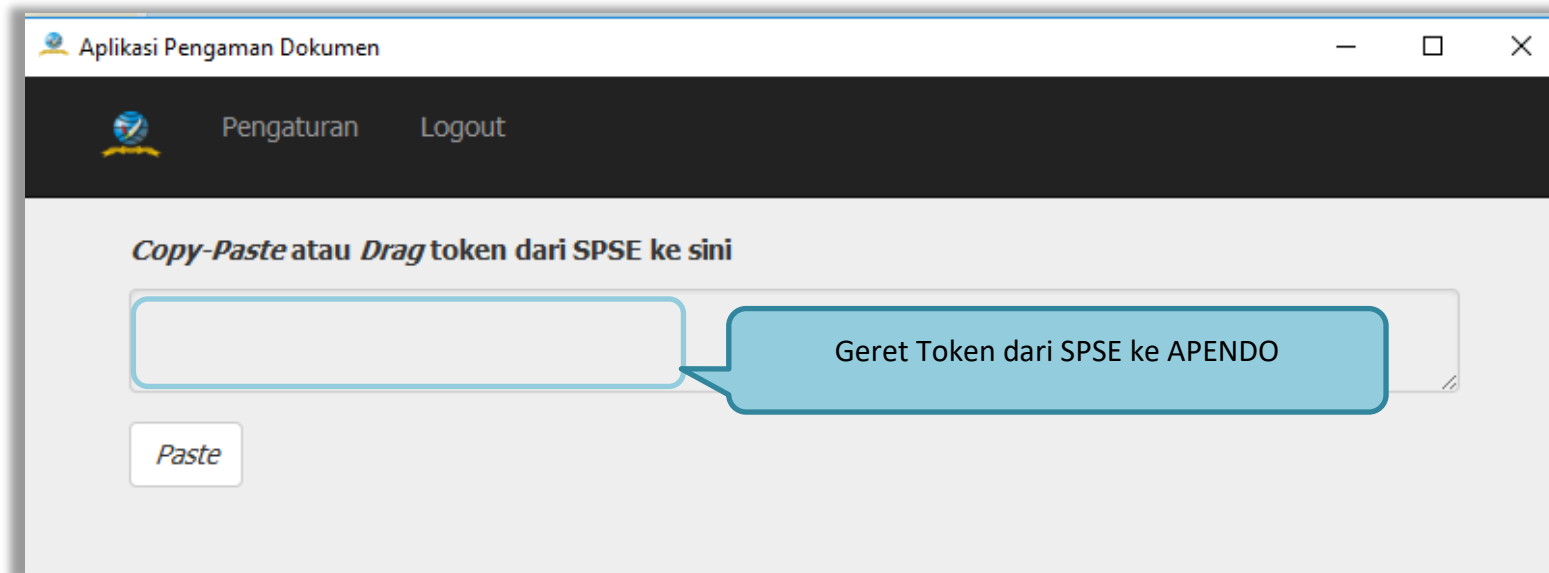 Aplikasi Pengaman Dokumen
Pengaturan Logout
Copy-Paste atau Drag token dari SPSE ke sini
Geret Token dari SPSE ke APENDO
Paste